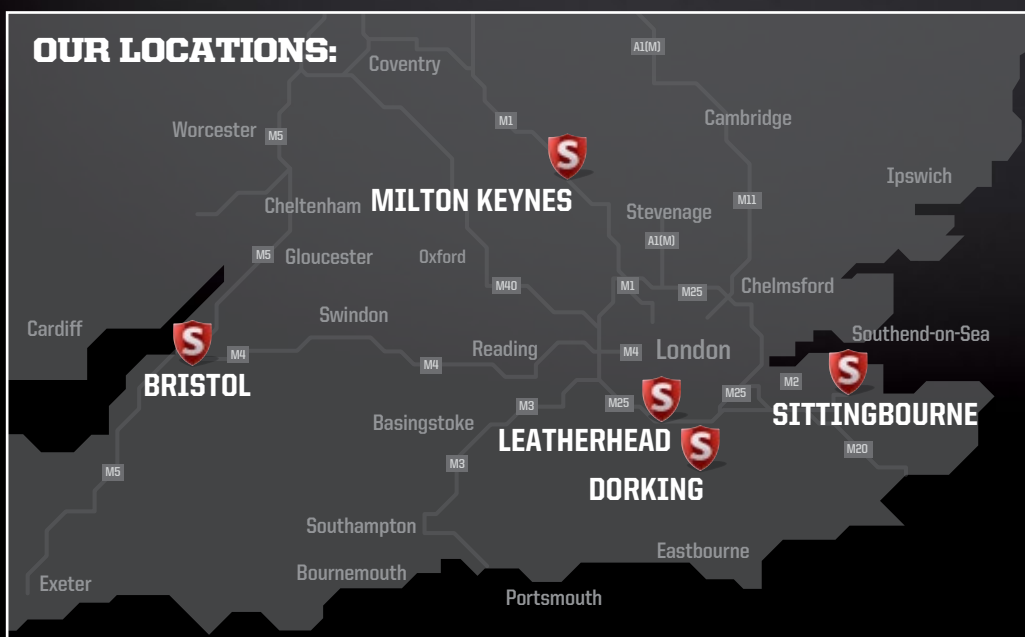 OUR LOCATIONS:
A1(M)
Coventry
M1
Cambridge
Worcester
M5
S
Ipswich
Cheltenham
MILTON KEYNES
Stevenage
M11
A1(M)
M5
Gloucester
Oxford
M40
M1
M25
Chelmsford
Cardiff
Swindon
S
M4
M4
Reading
M4
London
Southend-on-Sea
BRISTOL
M2
S
M25
M25
S
M3
Basingstoke
SITTINGBOURNE
LEATHERHEAD
S
M20
M3
M5
DORKING
Southampton
Eastbourne
Bournemouth
Exeter
Portsmouth